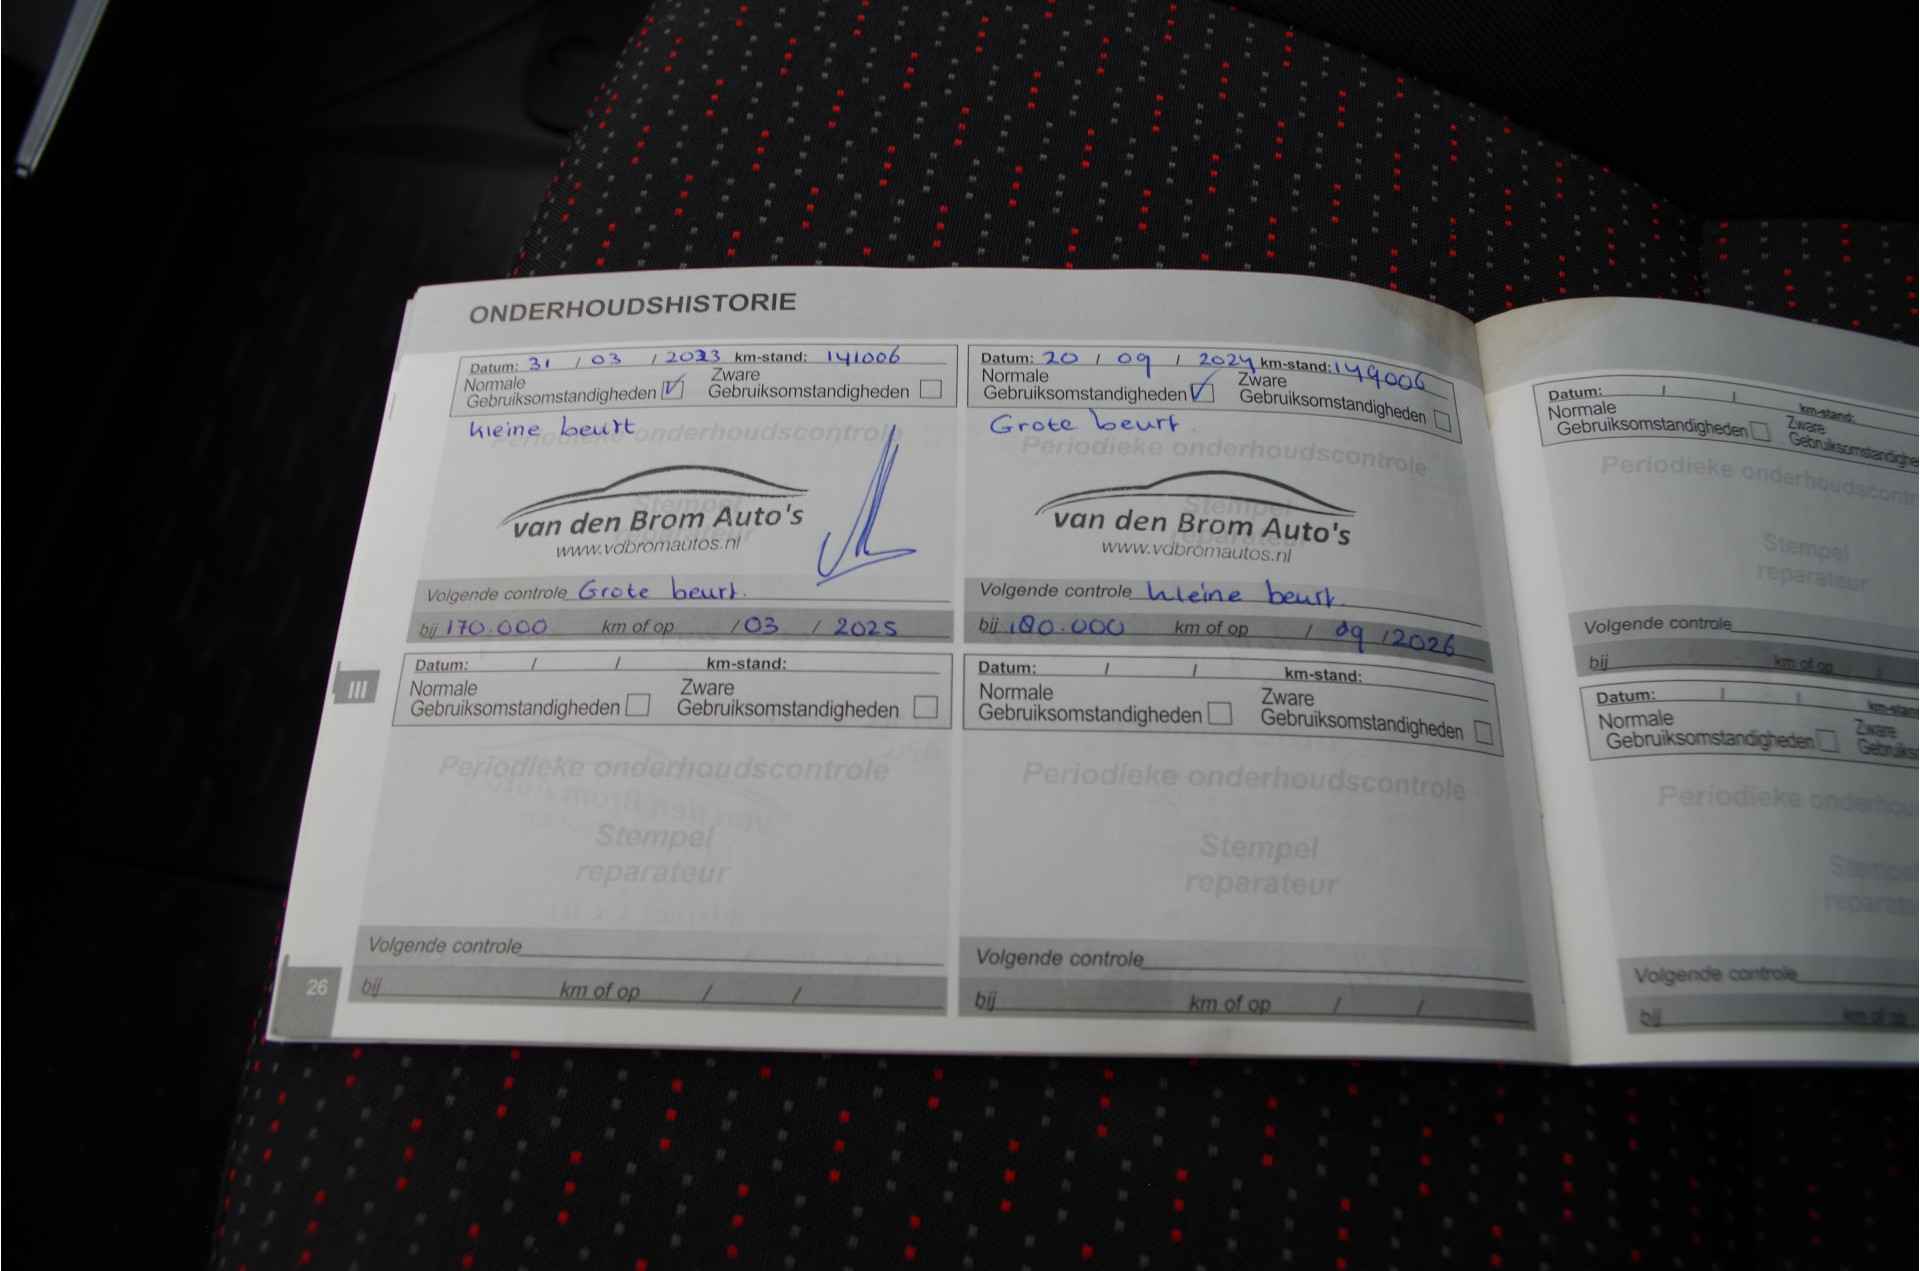 ONDERHOUDSHISTORIE
Datum: 31 / 03 / 2023 km-stand: 141006
Normale Gebruiksomstandigheden Zware Gebruiksomstandigheden
kleine beurt
Periodieke onderhoudscontrole
Stempel
reparateur
van den Brom Auto's
www.vdbromautos.nl
Volgende controle Grote beurt.
bij 170.000 km of op / 03 / 2025
Datum: 20 / 09 / 2024 km-stand: 149006
Normale Gebruiksomstandigheden Zware Gebruiksomstandigheden
Grote beurt.
Periodieke onderhoudscontrole
Stempel
reparateur
van den Brom Auto's
www.vdbromautos.nl
Volgende controle kleine beurt.
bij 180.000 km of op / 09 / 2026
III
Datum: / / km-stand:
Normale Gebruiksomstandigheden Zware Gebruiksomstandigheden
Periodieke onderhoudscontrole
Stempel
reparateur
Volgende controle
bij km of op / /
Datum: / / km-stand:
Normale Gebruiksomstandigheden Zware Gebruiksomstandigheden
Periodieke onderhoudscontrole
Stempel
reparateur
Volgende controle
bij km of op / /
26
Datum: / / km-stand:
Normale Gebruiksomstandigheden Zware
Periodieke
Stempel
reparateur
Volgende controle
bij km of op /
Datum: / /
Normale Gebruiksomstandigheden Zware
Periodieke
Volgende controle
bij km of op